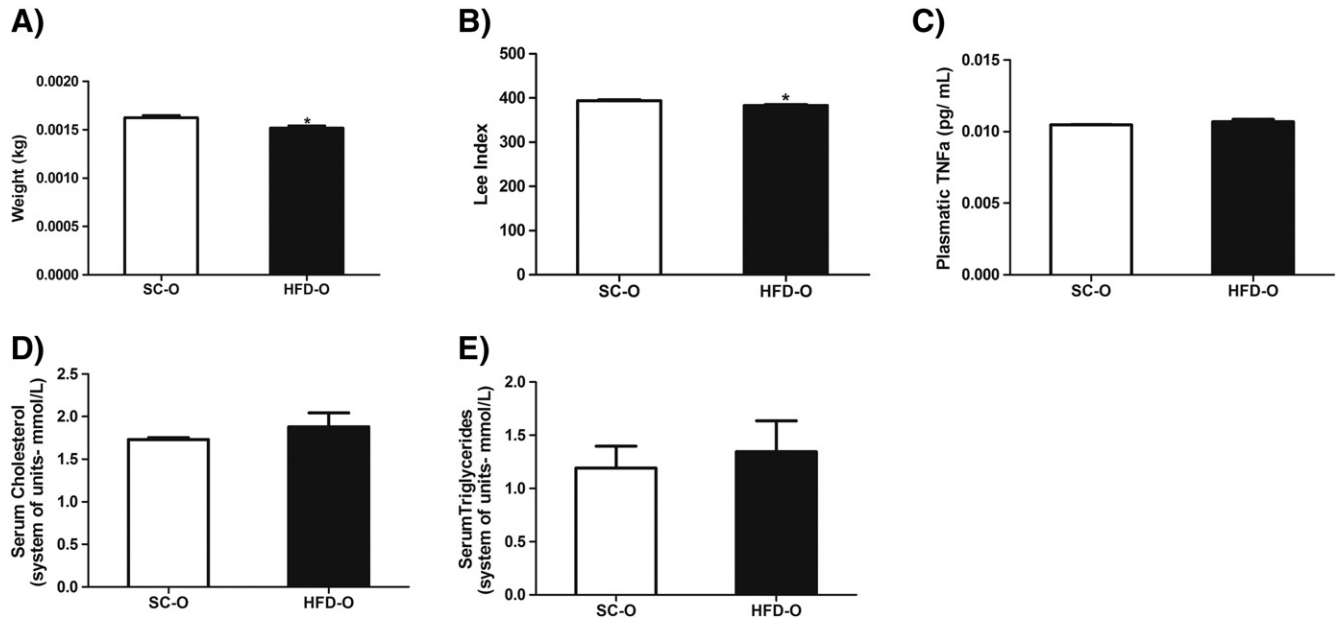 A)
Weight (kg)
0.0020
0.0015
0.0010
0.0005
0.0000
*
SC-O HFD-O
B)
Lee Index
500
400
300
200
100
0
*
SC-O HFD-O
C)
Plasmatic TNFa (pg/ mL)
0.015
0.010
0.005
0.000
SC-O HFD-O
D)
Serum Cholesterol
(system of units- mmol/L)
2.5
2.0
1.5
1.0
0.5
0.0
SC-O HFD-O
E)
SerumTriglycerides
(system of units- mmol/L)
2.0
1.5
1.0
0.5
0.0
SC-O HFD-O